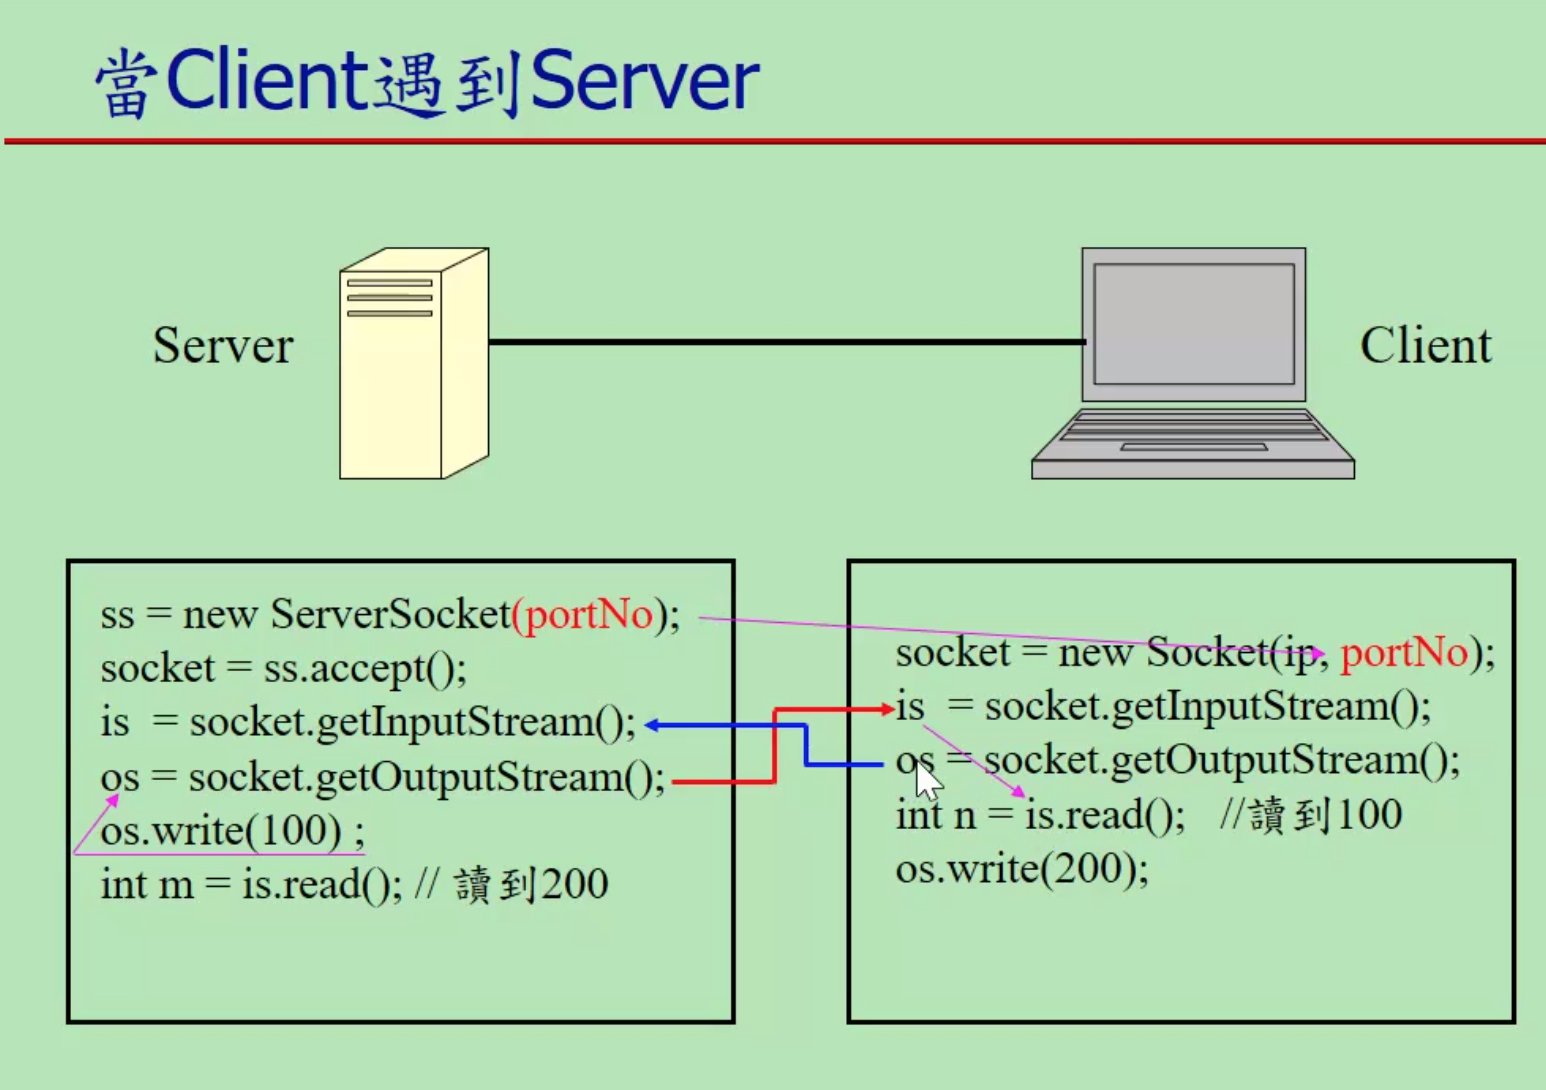 當Client遇到Server
Server
Client
ss = new ServerSocket(portNo);
socket = ss.accept();
is = socket.getInputStream();
os = socket.getOutputStream();
os.write(100) ;
int m = is.read(); // 讀到200
socket = new Socket(ip, portNo);
is = socket.getInputStream();
os = socket.getOutputStream();
int n = is.read(); //讀到100
os.write(200);